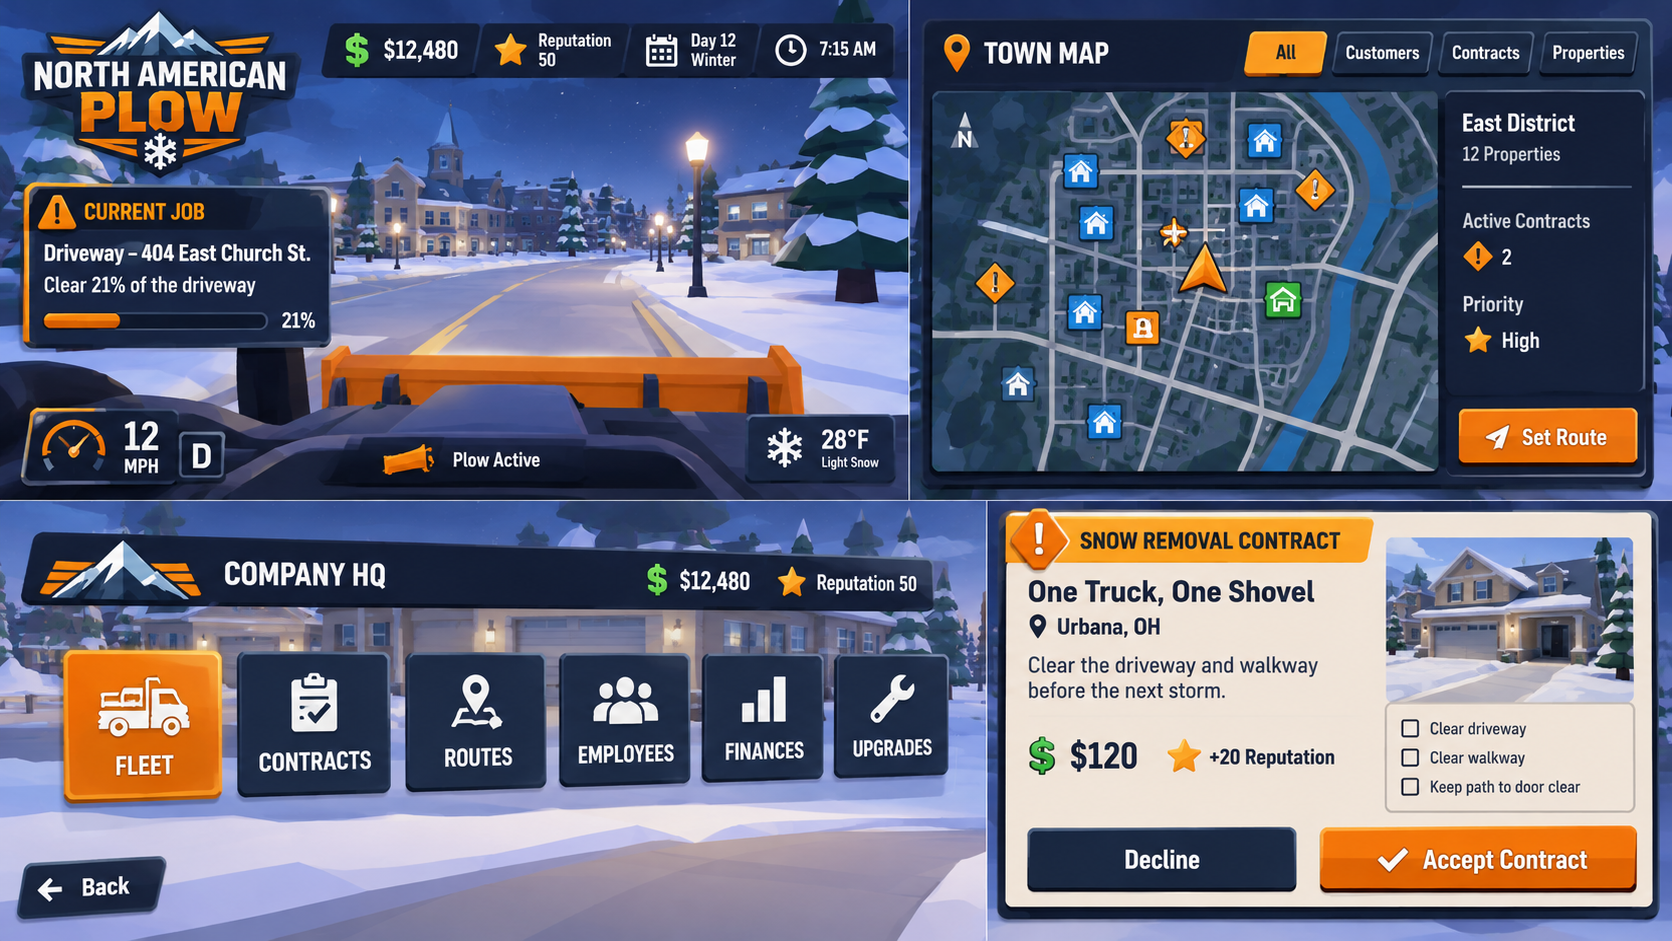 NORTH AMERICAN
PLOW
$ $12,480
Reputation
50
Day 12
Winter
7:15 AM
CURRENT JOB
Driveway – 404 East Church St.
Clear 21% of the driveway
21%
12
MPH
D
Plow Active
28°F
Light Snow
TOWN MAP
All
Customers
Contracts
Properties
N
East District
12 Properties
Active Contracts
2
Priority
High
Set Route
COMPANY HQ
$ $12,480
Reputation 50
FLEET
CONTRACTS
ROUTES
EMPLOYEES
FINANCES
UPGRADES
Back
SNOW REMOVAL CONTRACT
One Truck, One Shovel
Urbana, OH
Clear the driveway and walkway
before the next storm.
$ $120
+20 Reputation
Clear driveway
Clear walkway
Keep path to door clear
Decline
Accept Contract